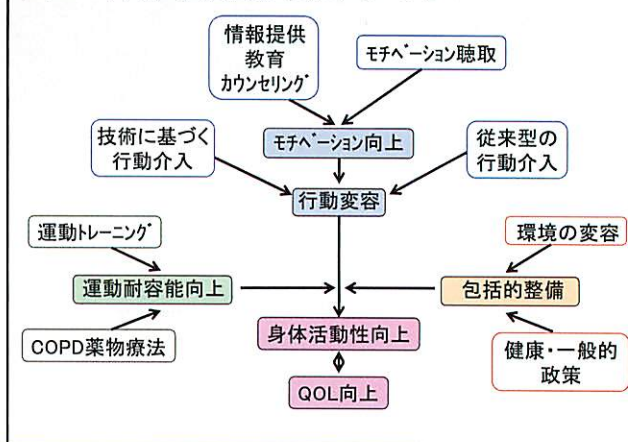 情報提供
教育
カウンセリング
モチベーション聴取
技術に基づく
行動介入
モチベーション向上
従来型の
行動介入
行動変容
運動トレーニング
環境の変容
運動耐容能向上
包括的整備
COPD薬物療法
身体活動性向上
健康・一般的
政策
QOL向上